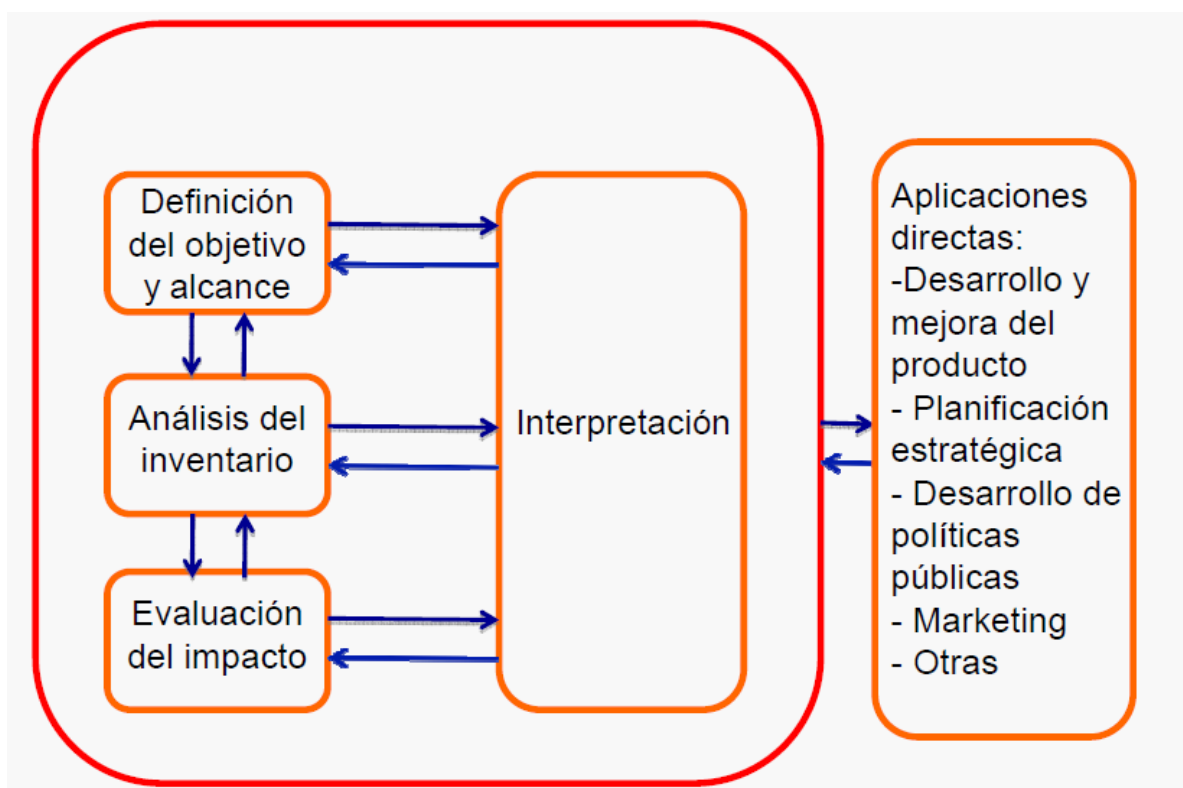 Definición
del objetivo
y alcance
Análisis del
inventario
Evaluación
del impacto
Interpretación
Aplicaciones
directas:
-Desarrollo y
mejora del
producto
- Planificación
estratégica
- Desarrollo de
políticas
públicas
- Marketing
- Otras